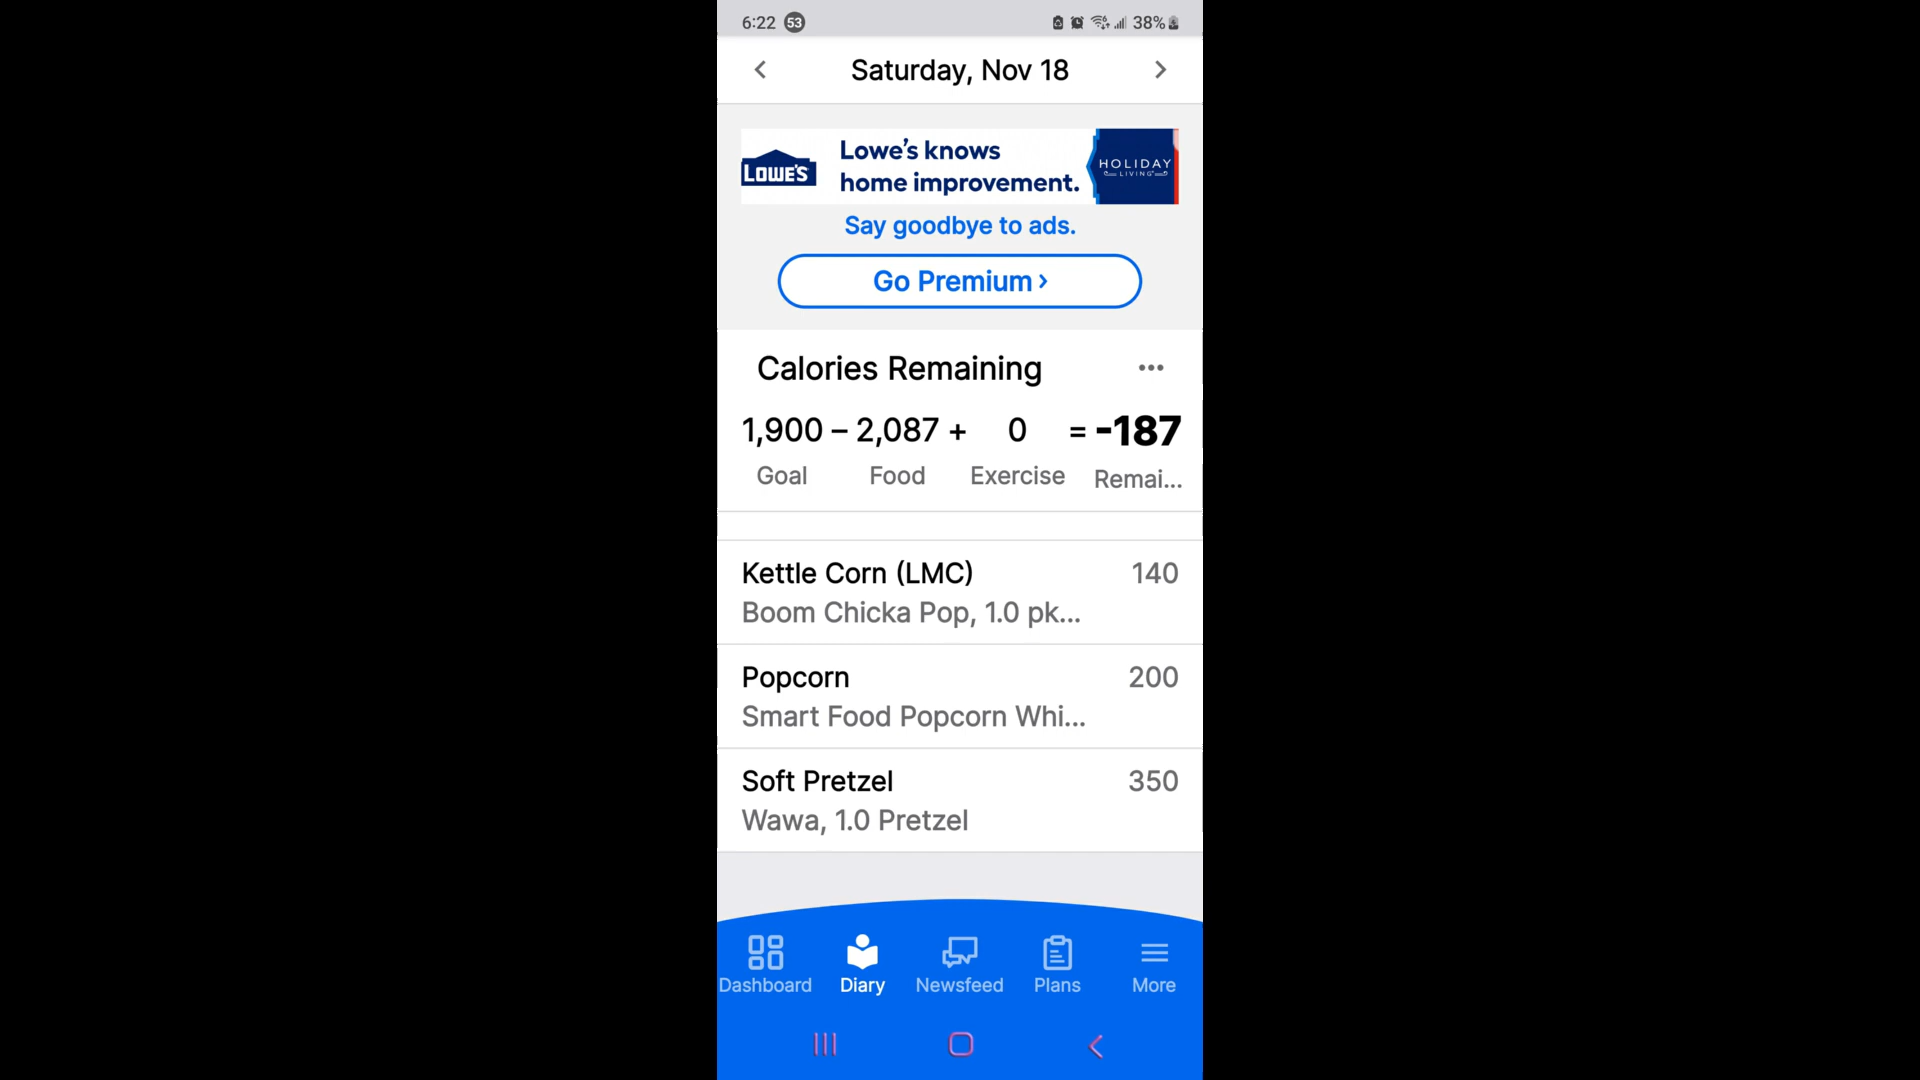 6:22 53 38%
Saturday, Nov 18
LOWE'S
Lowe's knows
home improvement.
HOLIDAY
LIVING
Say goodbye to ads.
Go Premium ›
Calories Remaining
1,900 – 2,087 + 0 = -187
Goal Food Exercise Remai...
Kettle Corn (LMC) 140
Boom Chicka Pop, 1.0 pk...
Popcorn 200
Smart Food Popcorn Whi...
Soft Pretzel 350
Wawa, 1.0 Pretzel
Dashboard Diary Newsfeed Plans More